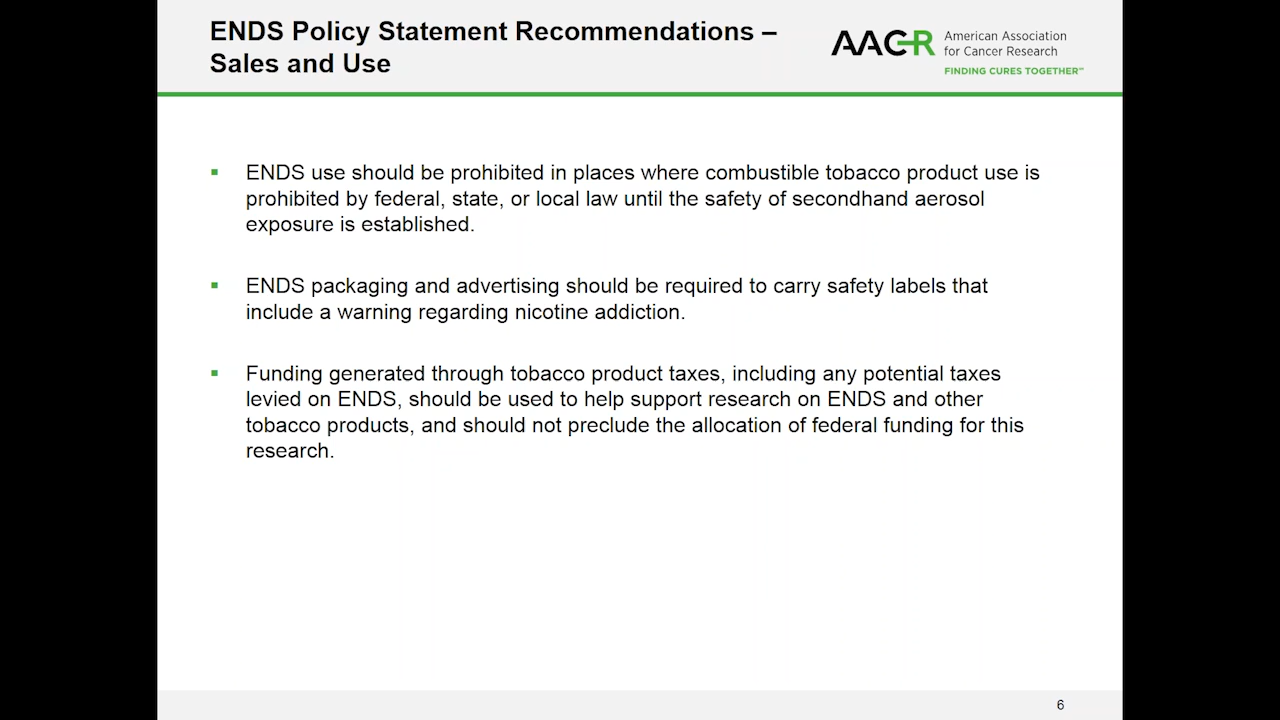 ENDS Policy Statement Recommendations –
Sales and Use
AACR
American Association
for Cancer Research
FINDING CURES TOGETHER℠
▪ ENDS use should be prohibited in places where combustible tobacco product use is
prohibited by federal, state, or local law until the safety of secondhand aerosol
exposure is established.
▪ ENDS packaging and advertising should be required to carry safety labels that
include a warning regarding nicotine addiction.
▪ Funding generated through tobacco product taxes, including any potential taxes
levied on ENDS, should be used to help support research on ENDS and other
tobacco products, and should not preclude the allocation of federal funding for this
research.
6